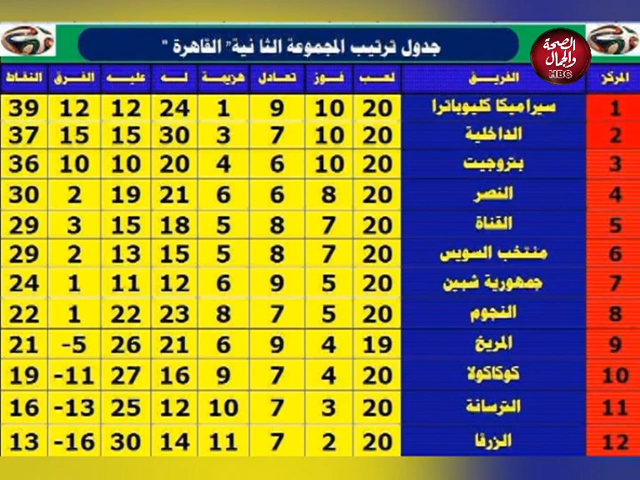 جدول ترتيب المجموعة الثانية" القاهرة "
الصحة والجمال
HBC
المركز الفريق لعب فوز تعادل هزيمة له عليه الفرق النقاط
1 سيراميكا كليوباترا 20 10 9 1 24 12 12 39
2 الداخلية 20 10 7 3 30 15 15 37
3 بتروجيت 20 10 6 4 20 10 10 36
4 النصر 20 8 6 6 21 19 2 30
5 القناة 20 7 8 5 18 15 3 29
6 منتخب السويس 20 7 8 5 15 13 2 29
7 جمهورية شبين 20 5 9 6 12 11 1 24
8 النجوم 20 5 7 8 23 22 1 22
9 المريخ 19 4 9 6 21 26 -5 21
10 كوكاكولا 20 4 7 9 16 27 -11 19
11 الترسانة 20 3 7 10 12 25 -13 16
12 الزرقا 20 2 7 11 14 30 -16 13